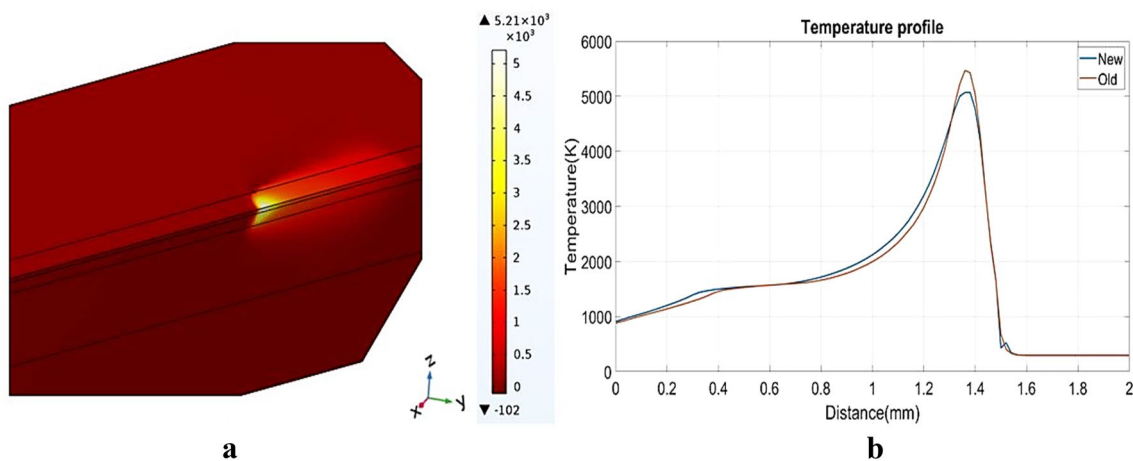 ▲ 5.21×10³
×10³
5
4.5
4
3.5
3
2.5
2
1.5
1
0.5
0
▼ -102
z
x
y
a
Temperature profile
New
Old
6000
5000
4000
3000
2000
1000
0
Temperature(K)
0 0.2 0.4 0.6 0.8 1 1.2 1.4 1.6 1.8 2
Distance(mm)
b